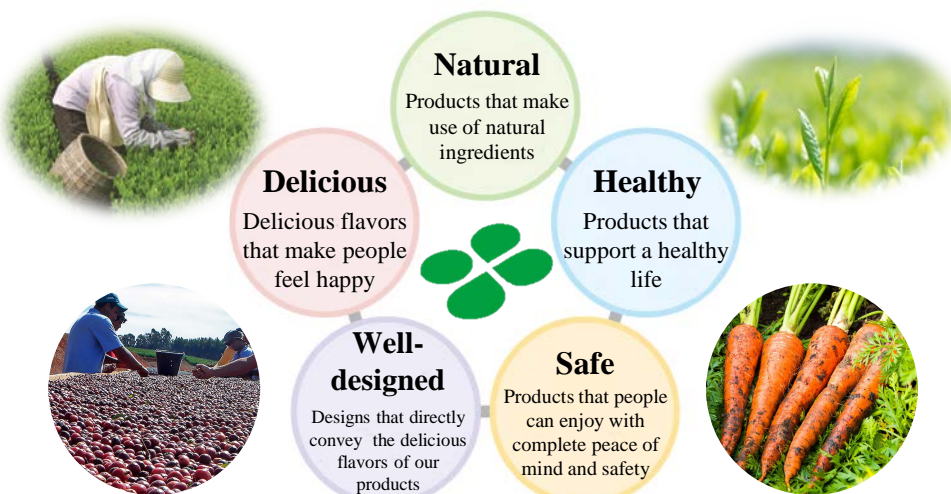 Natural
Products that make
use of natural
ingredients
Delicious
Delicious flavors
that make people
feel happy
Healthy
Products that
support a healthy
life
Well-
designed
Designs that directly
convey the delicious
flavors of our
products
Safe
Products that people
can enjoy with
complete peace of
mind and safety